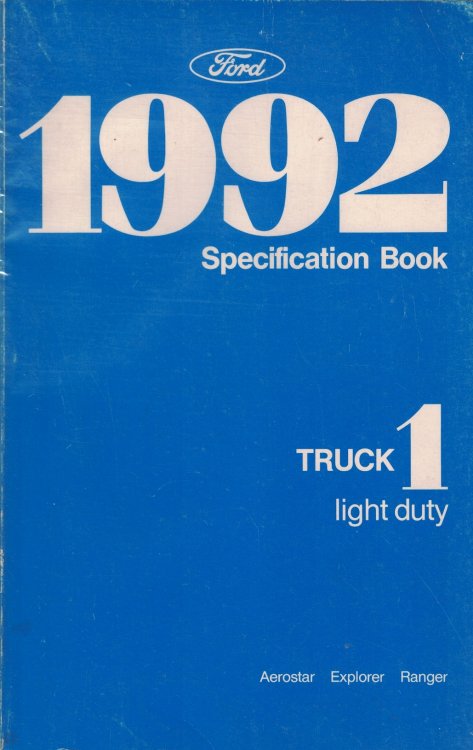 Ford
1992
Specification Book
TRUCK 1
light duty
Aerostar Explorer Ranger